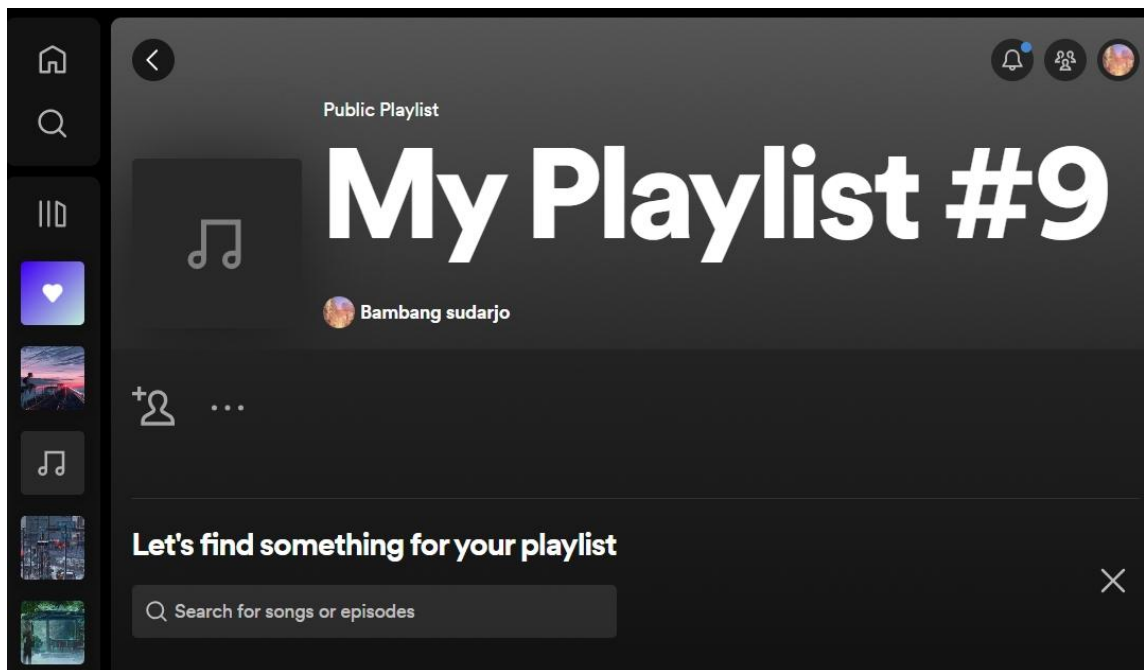 Public Playlist
My Playlist #9
Bambang sudarjo
Let's find something for your playlist
Search for songs or episodes